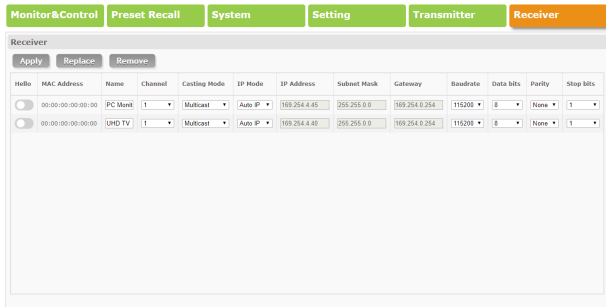 Monitor&Control Preset Recall System Setting Transmitter Receiver
Receiver
Apply Replace Remove
Hello MAC Address Name Channel Casting Mode IP Mode IP Address Subnet Mask Gateway Baudrate Data bits Parity Stop bits
00:00:00:00:00:00 PC Monit 1 Multicast Auto IP 169.254.4.45 255.255.0.0 169.254.0.254 115200 8 None 1
00:00:00:00:00:00 UHD TV 1 Multicast Auto IP 169.254.4.40 255.255.0.0 169.254.0.254 115200 8 None 1